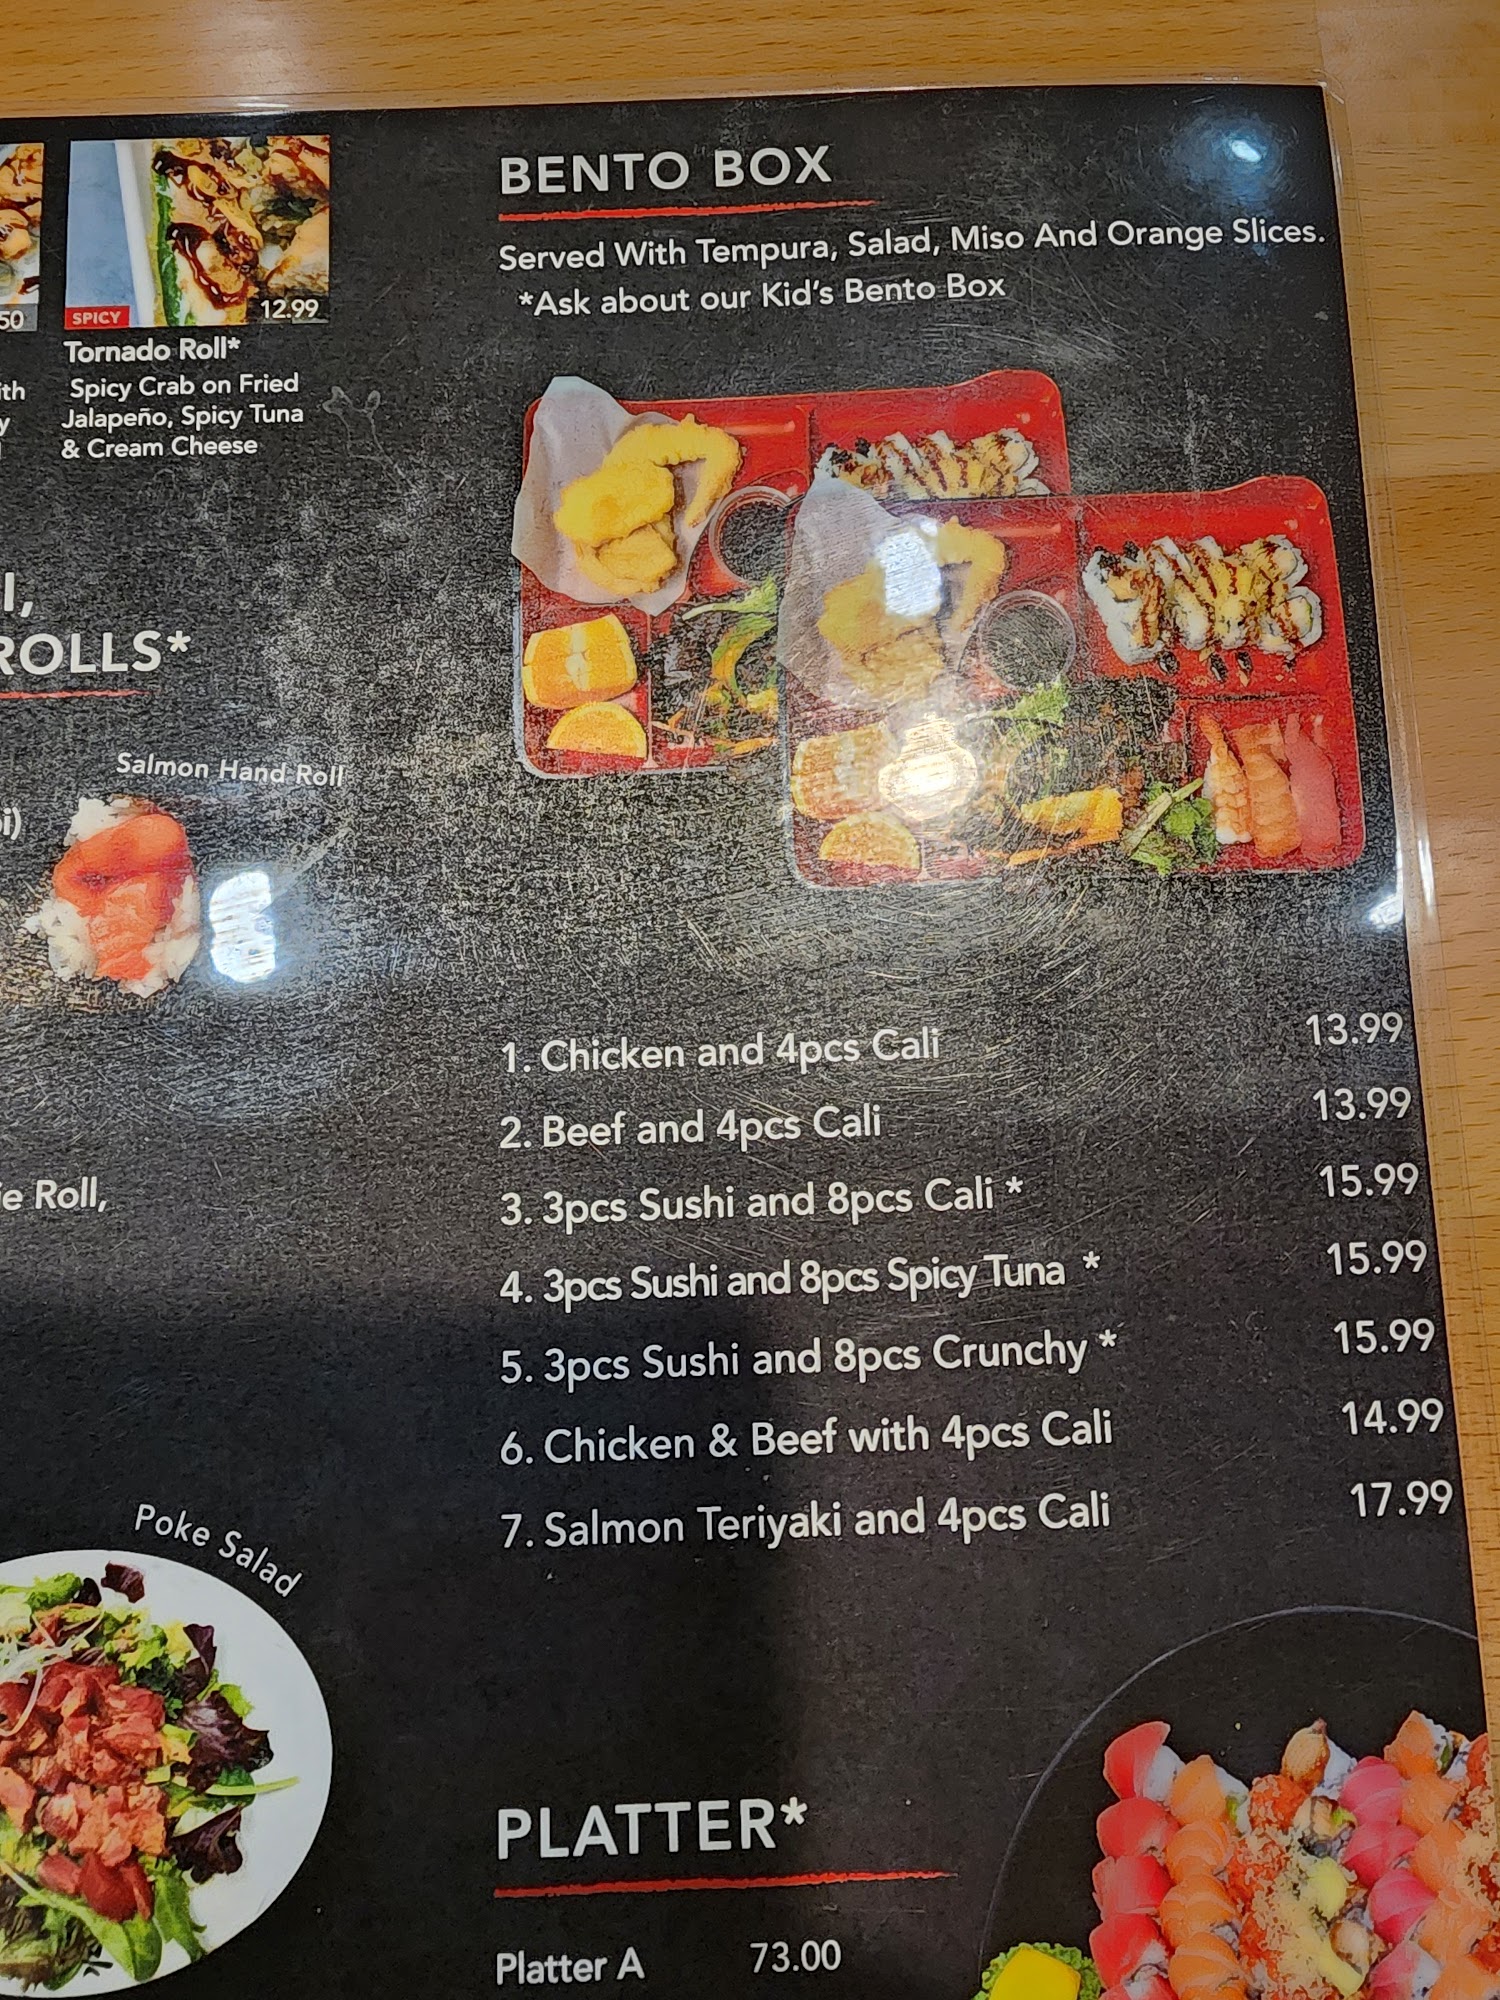 50
SPICY
12.99
Tornado Roll*
Spicy Crab on Fried
Jalapeño, Spicy Tuna
& Cream Cheese
ith
y
l,
ROLLS*
Salmon Hand Roll
i)
ie Roll,
Poke Salad
BENTO BOX
Served With Tempura, Salad, Miso And Orange Slices.
*Ask about our Kid's Bento Box
1. Chicken and 4pcs Cali 13.99
2. Beef and 4pcs Cali 13.99
3. 3pcs Sushi and 8pcs Cali * 15.99
4. 3pcs Sushi and 8pcs Spicy Tuna * 15.99
5. 3pcs Sushi and 8pcs Crunchy * 15.99
6. Chicken & Beef with 4pcs Cali 14.99
7. Salmon Teriyaki and 4pcs Cali 17.99
PLATTER*
Platter A 73.00